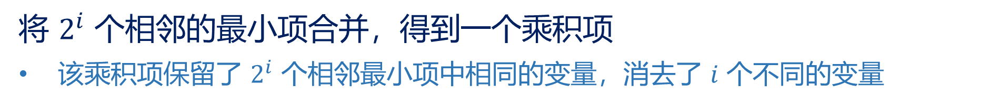 将 2^i 个相邻的最小项合并，得到一个乘积项
• 该乘积项保留了 2^i 个相邻最小项中相同的变量，消去了 i 个不同的变量